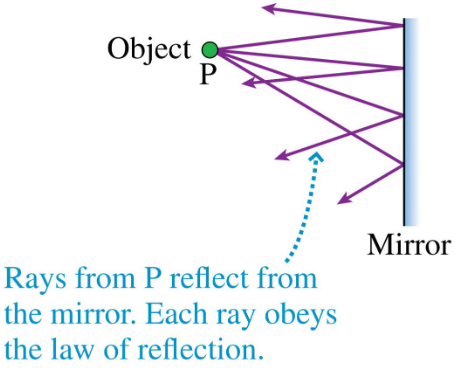 Object
P
Mirror
Rays from P reflect from
the mirror. Each ray obeys
the law of reflection.